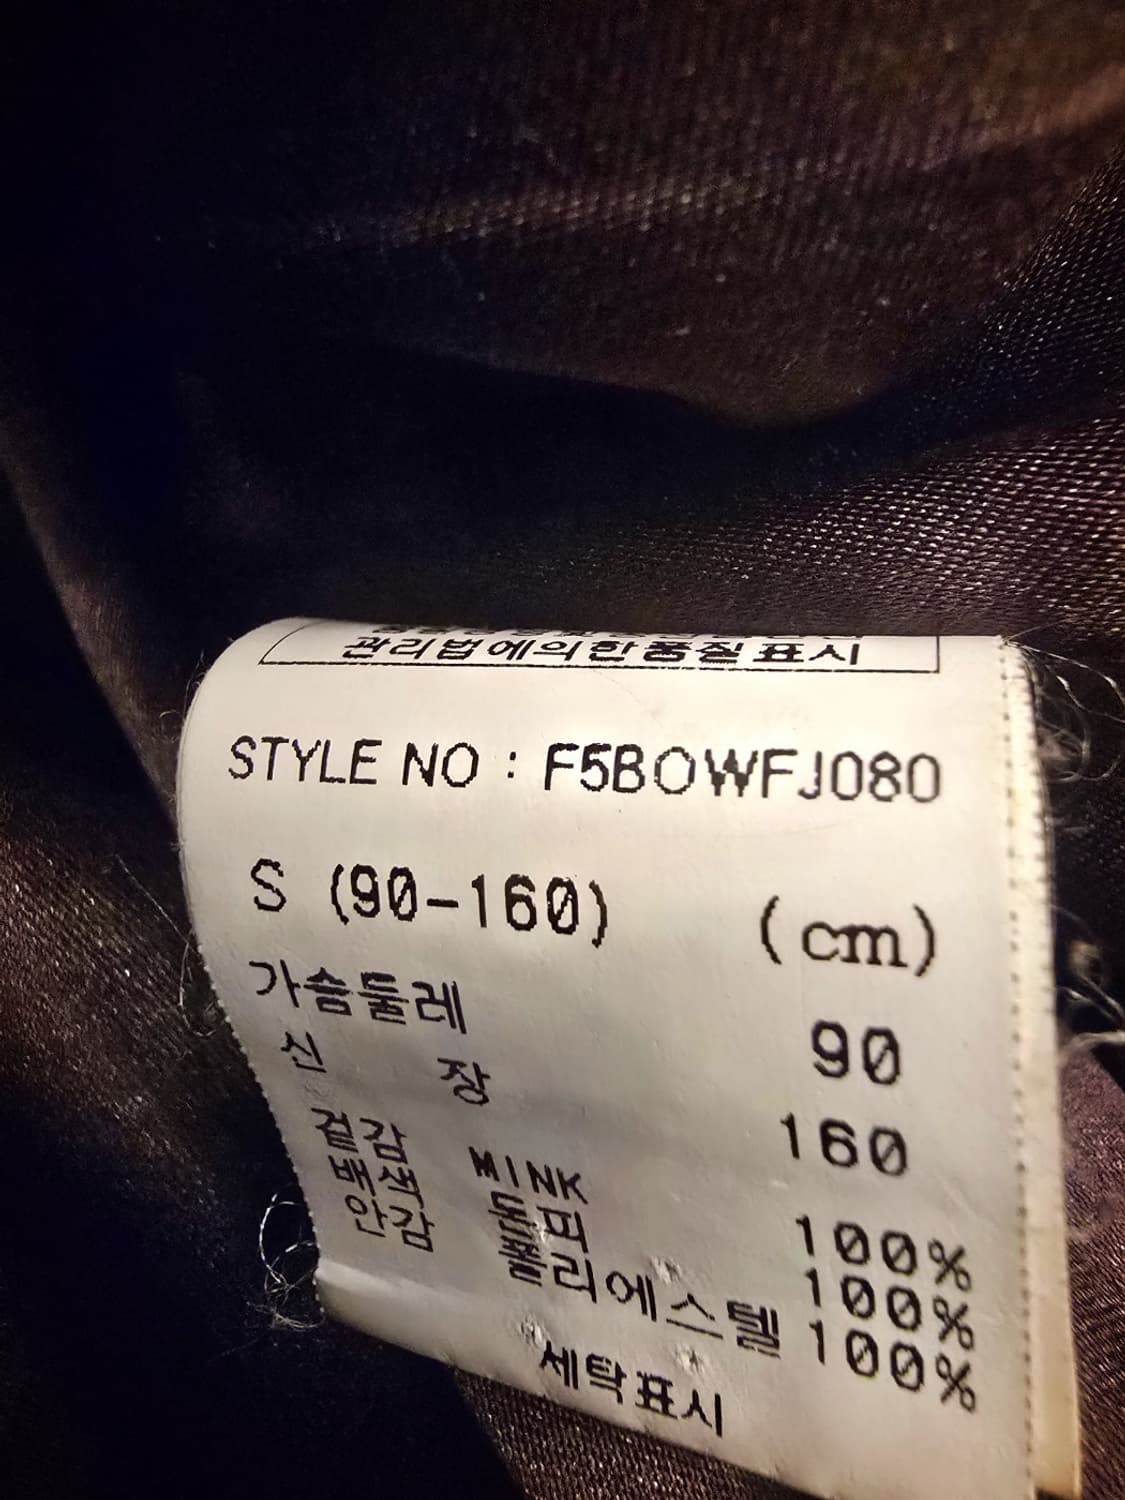 관리법에의한품질표시
STYLE NO : F5BOWFJ080
S (90-160) (cm)
가슴둘레 90
신 장 160
겉감 MINK 100%
배색 돈피 100%
안감 폴리에스텔 100%
세탁표시